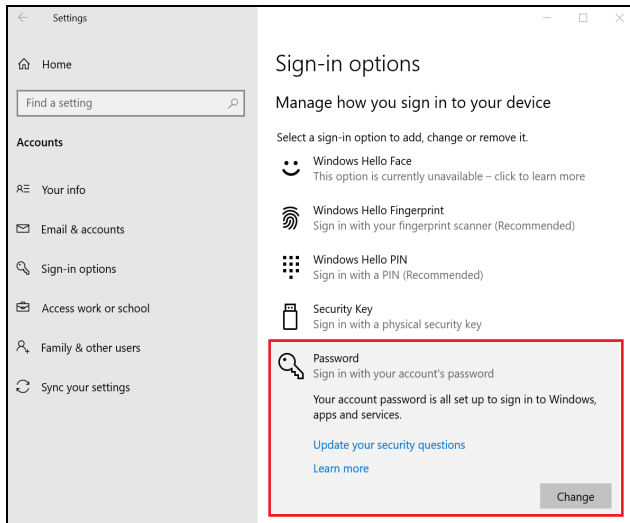 Settings
Home
Find a setting
Accounts
Your info
Email & accounts
Sign-in options
Access work or school
Family & other users
Sync your settings
Sign-in options
Manage how you sign in to your device
Select a sign-in option to add, change or remove it.
Windows Hello Face
This option is currently unavailable – click to learn more
Windows Hello Fingerprint
Sign in with your fingerprint scanner (Recommended)
Windows Hello PIN
Sign in with a PIN (Recommended)
Security Key
Sign in with a physical security key
Password
Sign in with your account's password
Your account password is all set up to sign in to Windows,
apps and services.
Update your security questions
Learn more
Change